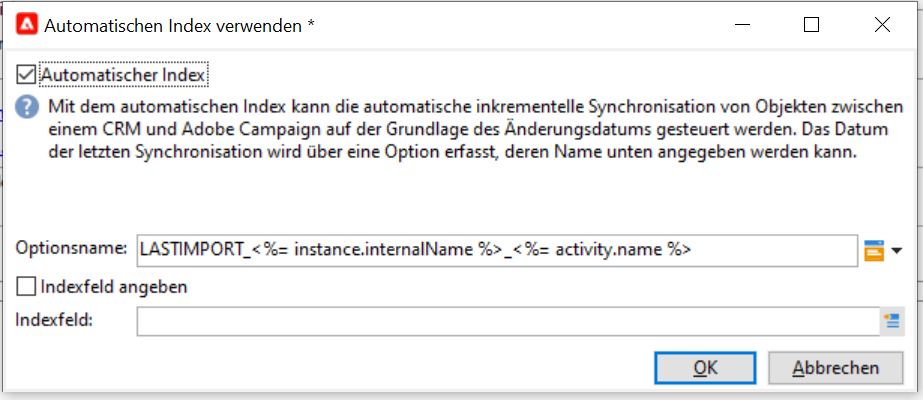 Automatischen Index verwenden *
Automatischer Index
Mit dem automatischen Index kann die automatische inkrementelle Synchronisation von Objekten zwischen
einem CRM und Adobe Campaign auf der Grundlage des Änderungsdatums gesteuert werden. Das Datum
der letzten Synchronisation wird über eine Option erfasst, deren Name unten angegeben werden kann.
Optionsname: LASTIMPORT_<%= instance.internalName %>_<%= activity.name %>
Indexfeld angeben
Indexfeld:
OK Abbrechen